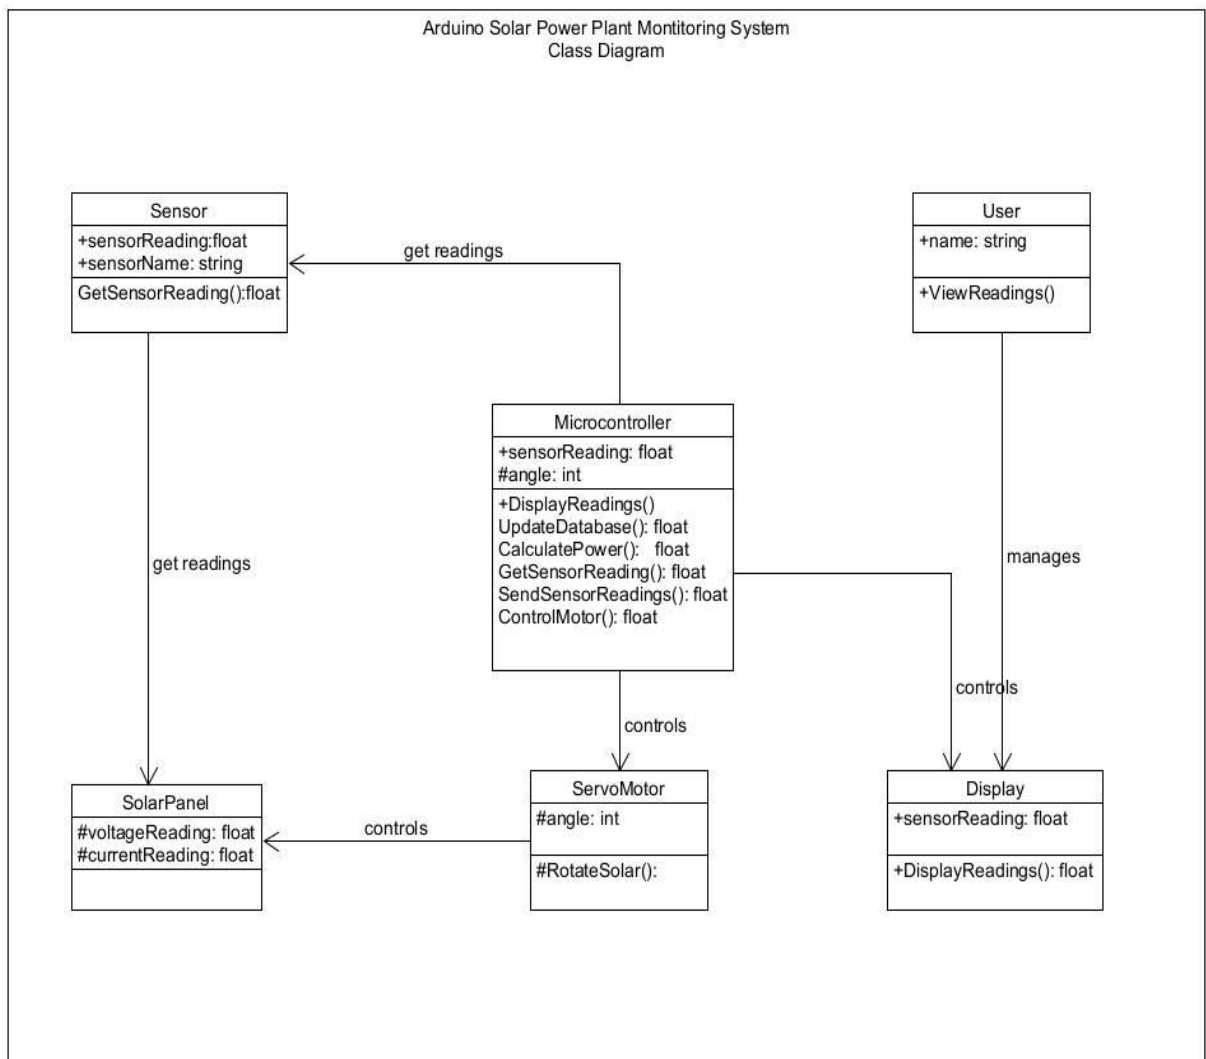 Arduino Solar Power Plant Montitoring System
Class Diagram
Sensor
+sensorReading:float
+sensorName: string
GetSensorReading():float
get readings
User
+name: string
+ViewReadings()
Microcontroller
+sensorReading: float
#angle: int
+DisplayReadings()
UpdateDatabase(): float
CalculatePower(): float
GetSensorReading(): float
SendSensorReadings(): float
ControlMotor(): float
get readings
manages
controls
controls
SolarPanel
#voltageReading: float
#currentReading: float
controls
ServoMotor
#angle: int
#RotateSolar():
Display
+sensorReading: float
+DisplayReadings(): float